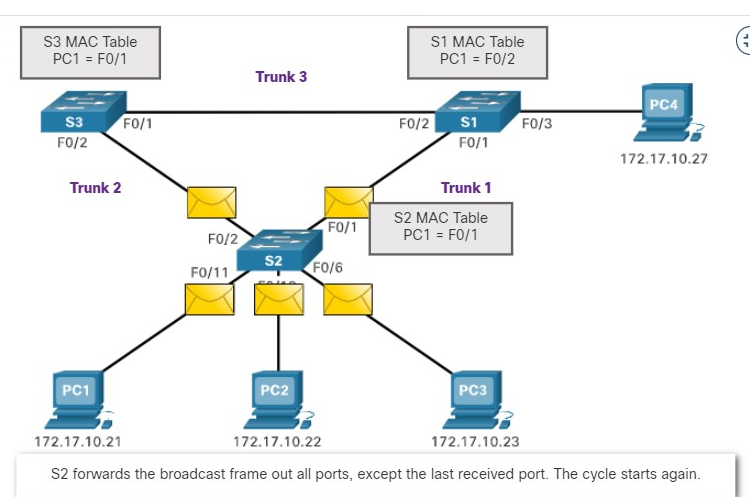 S3 MAC Table
PC1 = F0/1
S1 MAC Table
PC1 = F0/2
Trunk 3
S3
F0/1
F0/2
S1
F0/3
PC4
F0/2
F0/1
172.17.10.27
Trunk 2
Trunk 1
S2 MAC Table
PC1 = F0/1
F0/1
F0/2
S2
F0/11
F0/6
PC1
PC2
PC3
172.17.10.21
172.17.10.22
172.17.10.23
S2 forwards the broadcast frame out all ports, except the last received port. The cycle starts again.